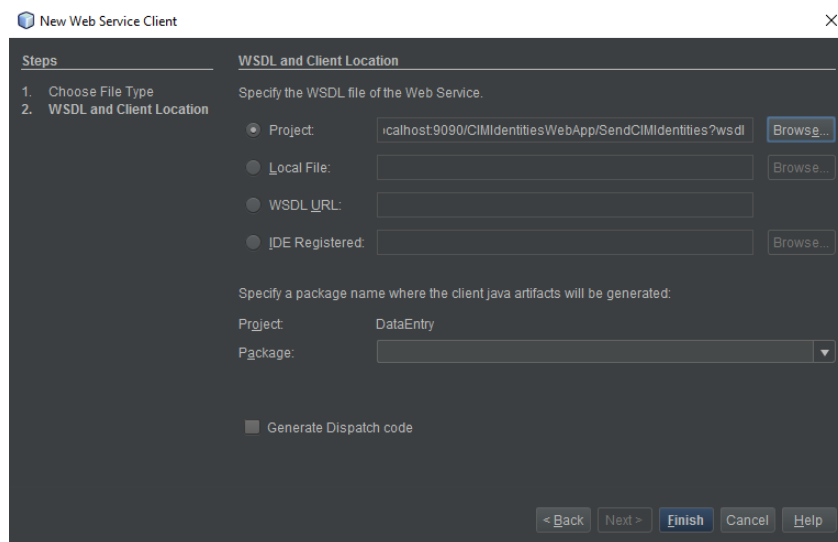 New Web Service Client
Steps
1. Choose File Type
2. WSDL and Client Location
WSDL and Client Location
Specify the WSDL file of the Web Service.
Project: calhost:9090/CIMIdentitiesWebApp/SendCIMIdentities?wsdl Browse...
Local File: Browse...
WSDL URL:
IDE Registered: Browse...
Specify a package name where the client java artifacts will be generated:
Project: DataEntry
Package:
Generate Dispatch code
< Back Next > Finish Cancel Help